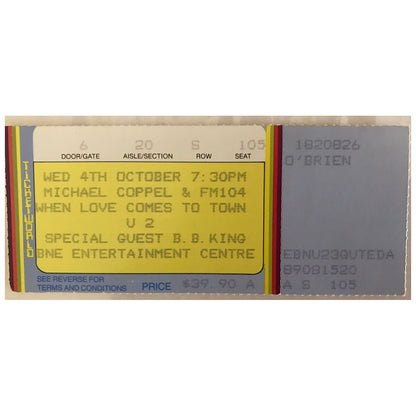 6 20 S 105
DOOR/GATE AISLE/SECTION ROW SEAT
TICKETWORLD
WED 4TH OCTOBER 7:30PM
MICHAEL COPPEL & FM104
WHEN LOVE COMES TO TOWN
U 2
SPECIAL GUEST B.B.KING
BNE ENTERTAINMENT CENTRE
SEE REVERSE FOR
TERMS AND CONDITIONS
PRICE $39.90 A
1820826
O'BRIEN
EBNU23QUTEDA
89081520
A S 105